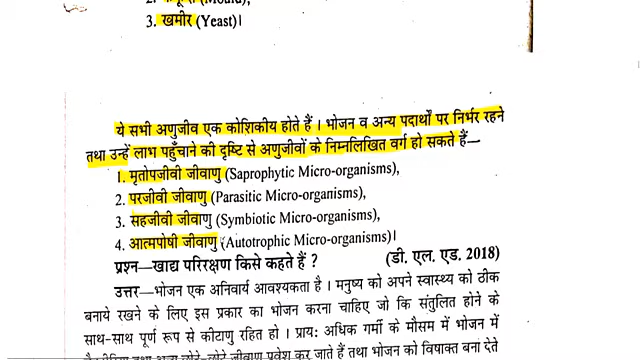 (Mould),
3. खमीर (Yeast)।
ये सभी अणुजीव एक कोशिकीय होते हैं। भोजन व अन्य पदार्थों पर निर्भर रहने
तथा उन्हें लाभ पहुँचाने की दृष्टि से अणुजीवों के निम्नलिखित वर्ग हो सकते हैं—
1. मृतोपजीवी जीवाणु (Saprophytic Micro-organisms),
2. परजीवी जीवाणु (Parasitic Micro-organisms),
3. सहजीवी जीवाणु (Symbiotic Micro-organisms),
4. आत्मपोषी जीवाणु (Autotrophic Micro-organisms)।
प्रश्न—खाद्य परिरक्षण किसे कहते हैं ? (डी. एल. एड. 2018)
उत्तर—भोजन एक अनिवार्य आवश्यकता है। मनुष्य को अपने स्वास्थ्य को ठीक
बनाये रखने के लिए इस प्रकार का भोजन करना चाहिए जो कि संतुलित होने के
साथ-साथ पूर्ण रूप से कीटाणु रहित हो। प्रायः अधिक गर्मी के मौसम में भोजन में
जीवाणु प्रवेश कर जाते हैं तथा भोजन को विषाक्त बना देते